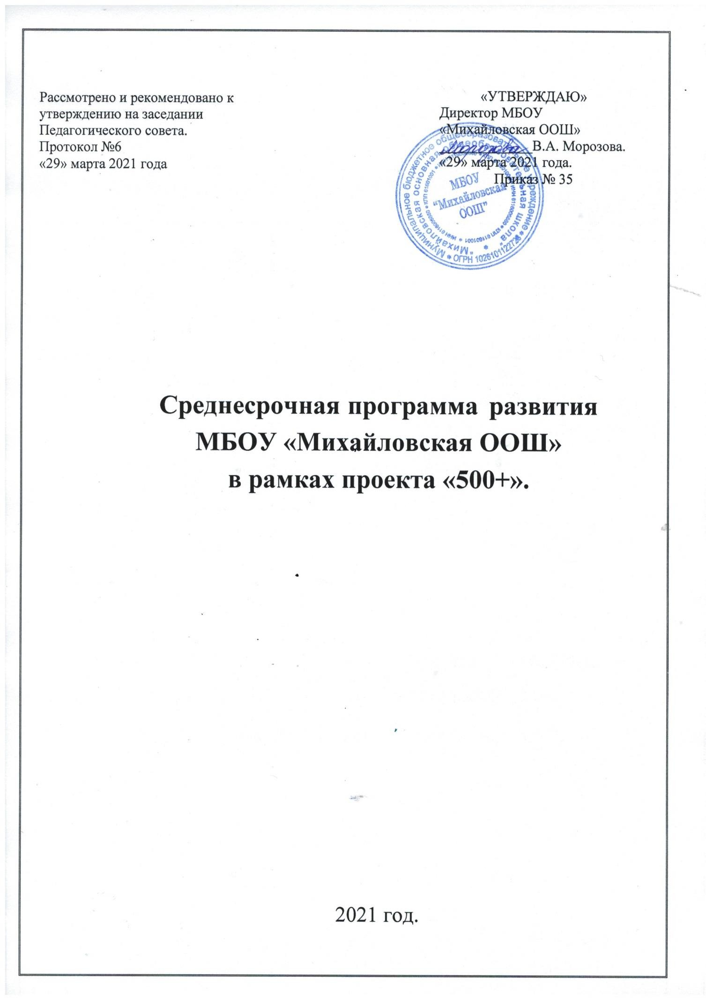 Рассмотрено и рекомендовано к
утверждению на заседании
Педагогического совета.
Протокол №6
«29» марта 2021 года
«УТВЕРЖДАЮ»
Директор МБОУ
«Михайловская ООШ»
Морозова В.А. Морозова.
«29» марта 2021 года.
Приказ № 35
Муниципальное бюджетное общеобразовательное учреждение
* ОГРН 1026101122728 *
"Михайловская основная общеобразовательная школа"
МБОУ
“Михайловская
ООШ”
Среднесрочная программа развития
МБОУ «Михайловская ООШ»
в рамках проекта «500+».
2021 год.